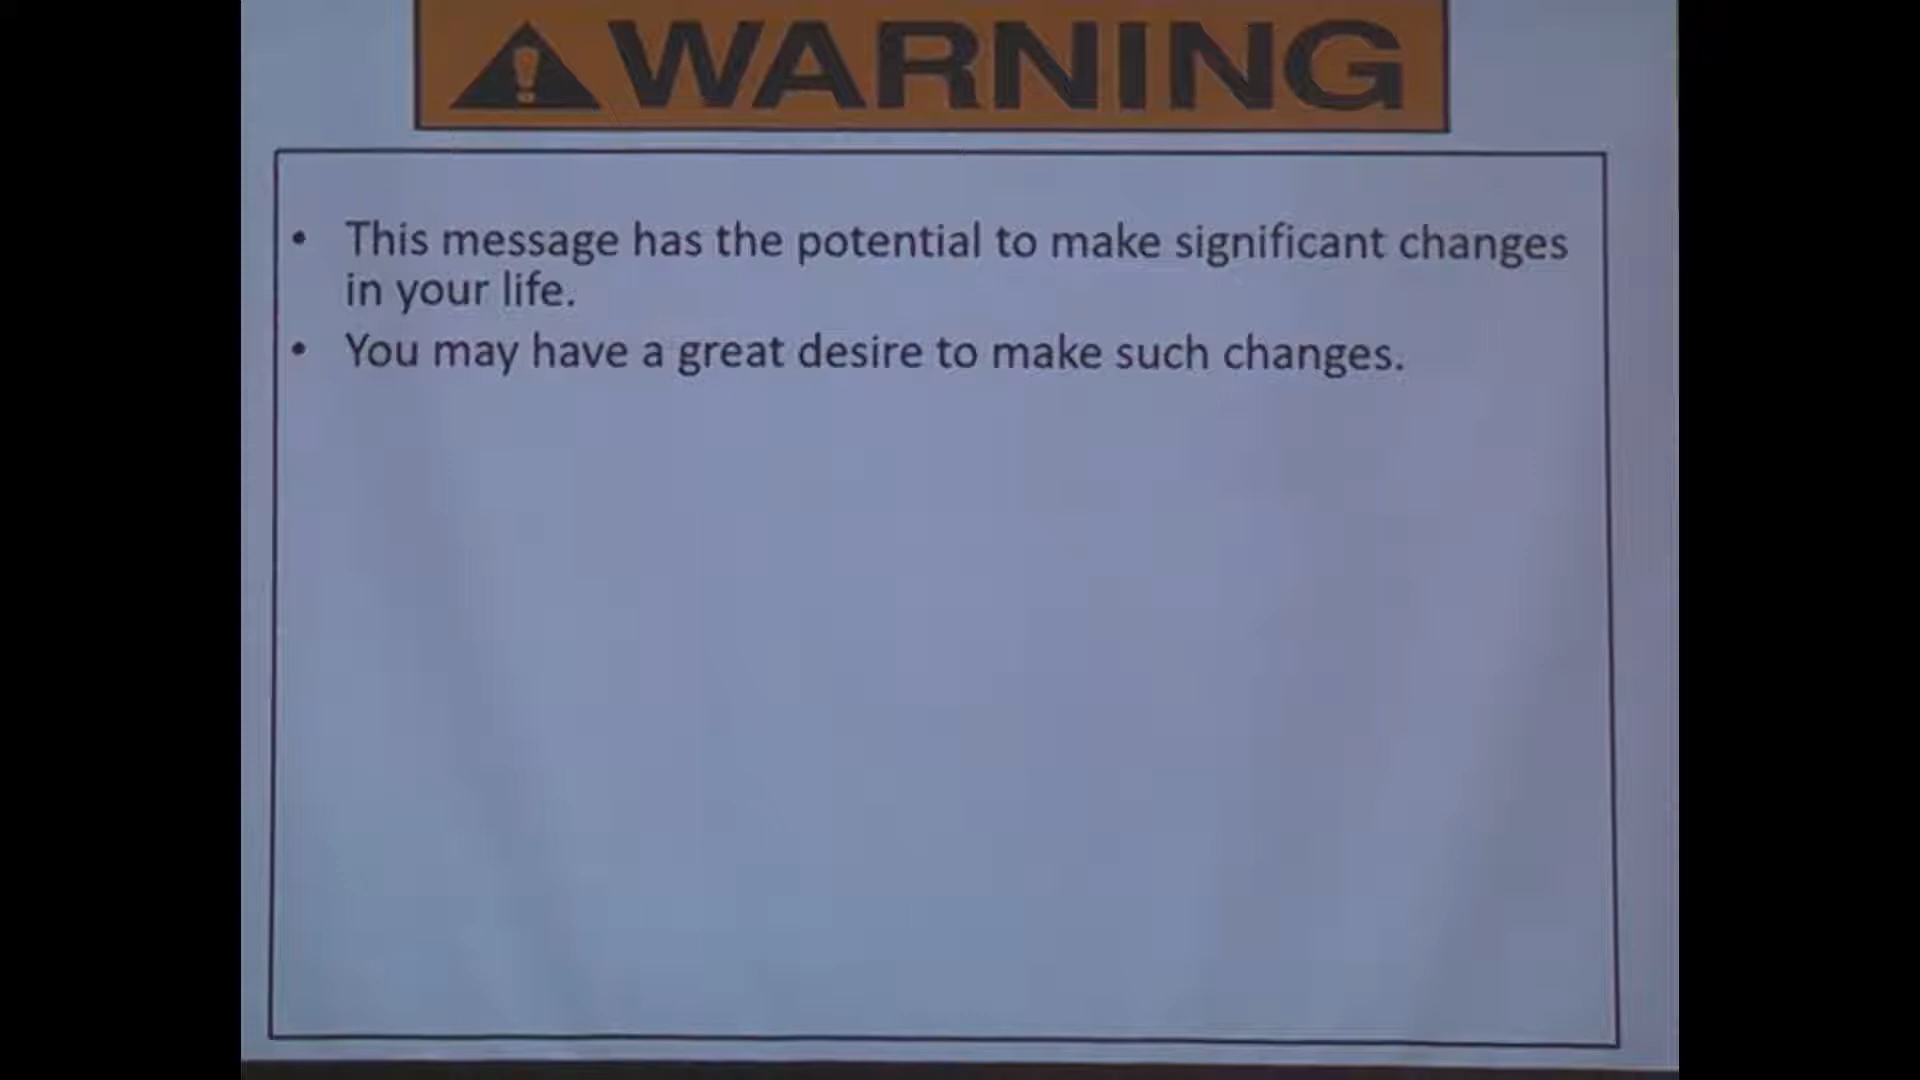 WARNING
• This message has the potential to make significant changes
in your life.
• You may have a great desire to make such changes.